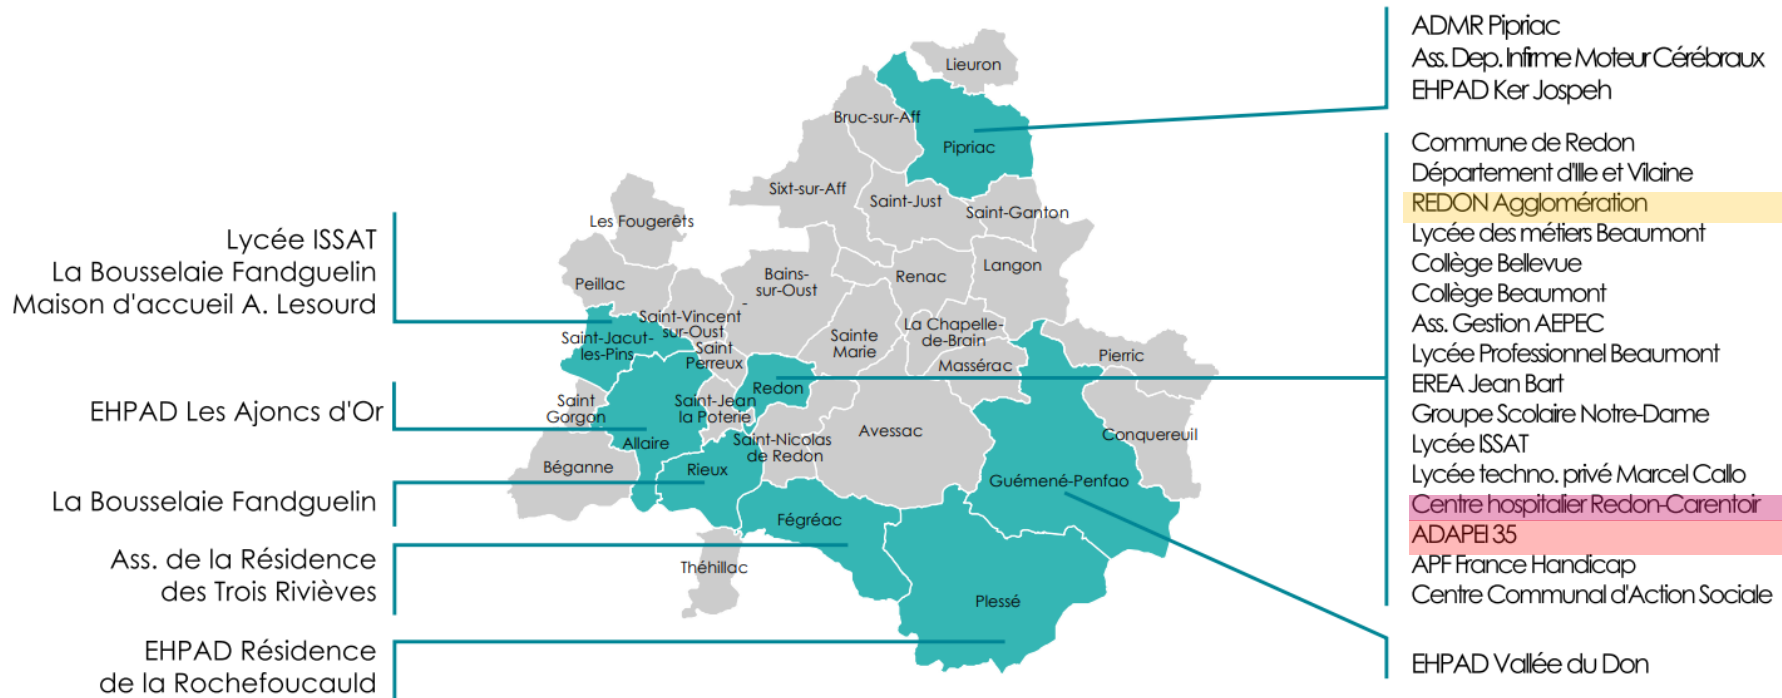 Lycée ISSAT
La Bousselaie Fandguelin
Maison d'accueil A. Lesourd
EHPAD Les Ajoncs d'Or
La Bousselaie Fandguelin
Ass. de la Résidence
des Trois Rivièves
EHPAD Résidence
de la Rochefoucauld
Lieuron
Bruc-sur-Aff
Pipriac
Sixt-sur-Aff
Saint-Just
Saint-Ganton
Les Fougerêts
Peillac
Bains-
sur-Oust
-
Renac
Langon
Saint-Vincent
sur-Oust
Saint-Jacut-
les-Pins
Saint
Perreux
Sainte
Marie
La Chapelle-
de-Brain
Massérac
Pierric
Redon
Saint
Gorgon
Saint-Jean
la Poterie
Allaire
Saint-Nicolas
de Redon
Avessac
Conquereuil
Béganne
Rieux
Guémené-Penfao
Fégréac
Théhillac
Plessé
ADMR Pipriac
Ass. Dep. Infirme Moteur Cérébraux
EHPAD Ker Jospeh
Commune de Redon
Département d'Ille et Vilaine
REDON Agglomération
Lycée des métiers Beaumont
Collège Bellevue
Collège Beaumont
Ass. Gestion AEPEC
Lycée Professionnel Beaumont
EREA Jean Bart
Groupe Scolaire Notre-Dame
Lycée ISSAT
Lycée techno. privé Marcel Callo
Centre hospitalier Redon-Carentoir
ADAPEI 35
APF France Handicap
Centre Communal d'Action Sociale
EHPAD Vallée du Don